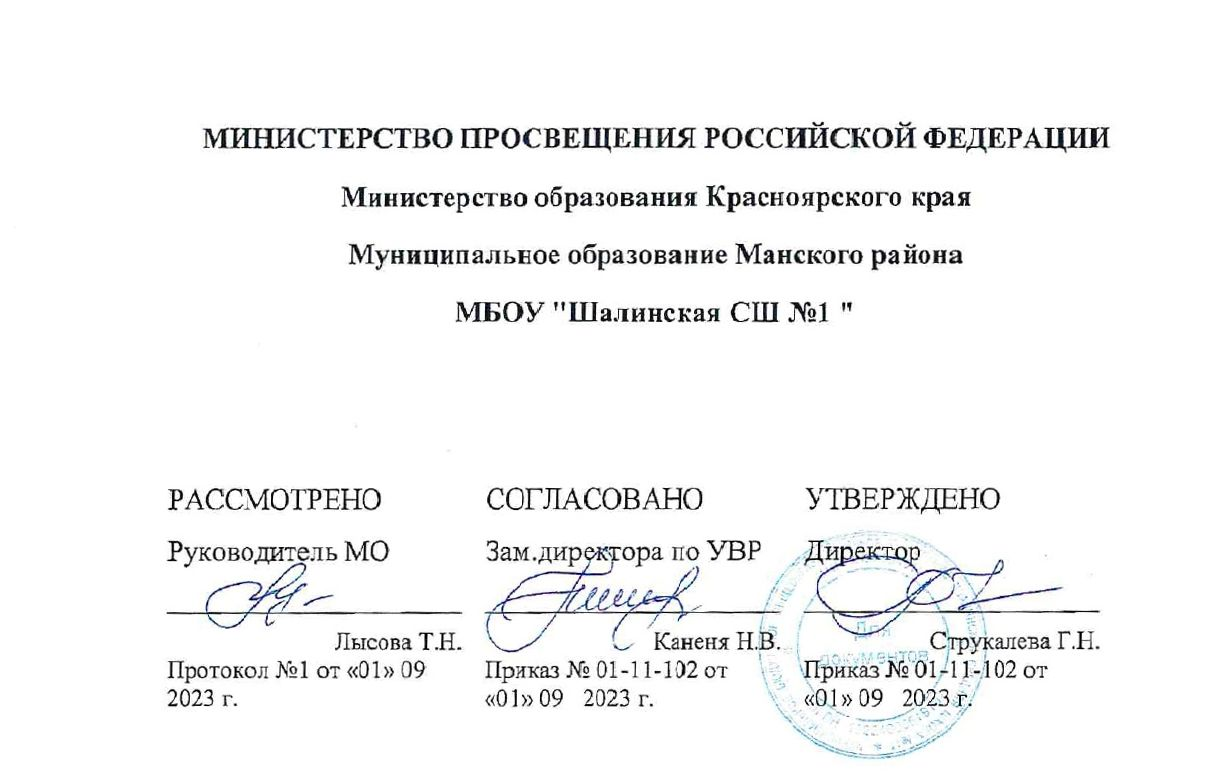 МИНИСТЕРСТВО ПРОСВЕЩЕНИЯ РОССИЙСКОЙ ФЕДЕРАЦИИ
Министерство образования Красноярского края
Муниципальное образование Манского района
МБОУ "Шалинская СШ №1 "
РАССМОТРЕНО
Руководитель МО
Лысова Т.Н.
Протокол №1 от «01» 09
2023 г.
СОГЛАСОВАНО
Зам.директора по УВР
Каненя Н.В.
Приказ № 01-11-102 от
«01» 09 2023 г.
УТВЕРЖДЕНО
Директор
Струкалева Г.Н.
Приказ № 01-11-102 от
«01» 09 2023 г.
Для
документов